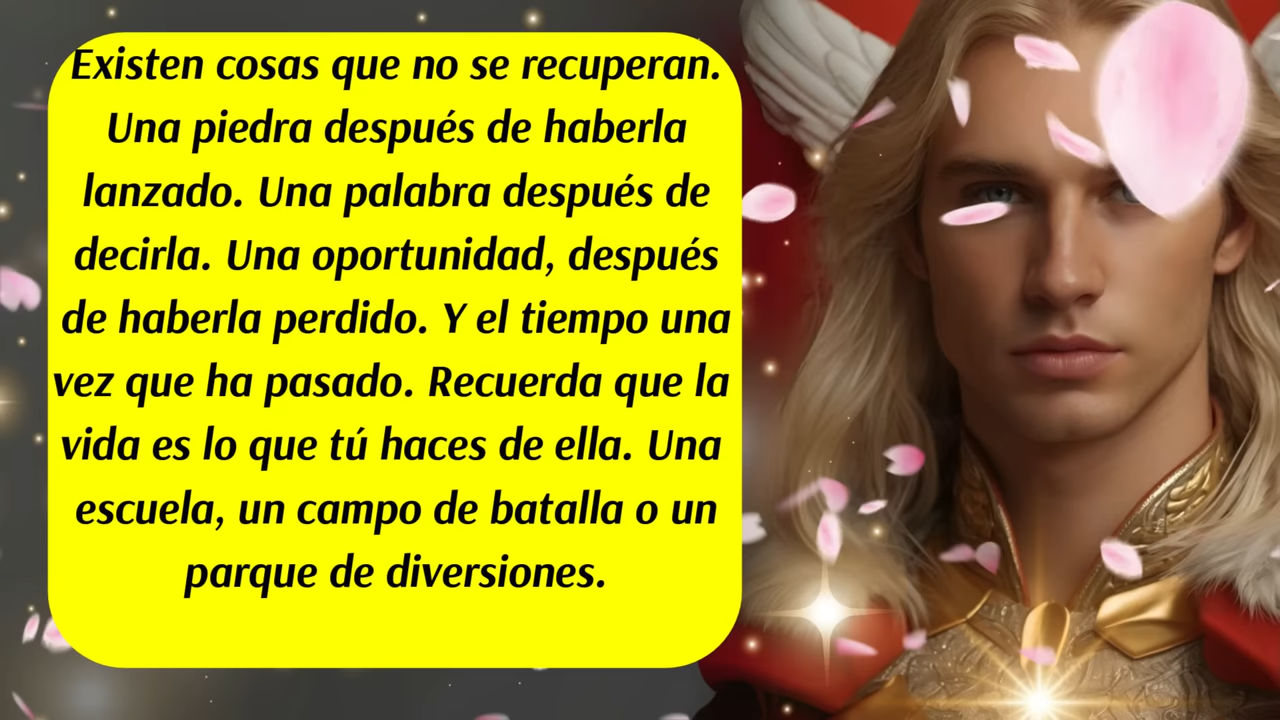 Existen cosas que no se recuperan.
Una piedra después de haberla
lanzado. Una palabra después de
decirla. Una oportunidad, después
de haberla perdido. Y el tiempo una
vez que ha pasado. Recuerda que la
vida es lo que tú haces de ella. Una
escuela, un campo de batalla o un
parque de diversiones.